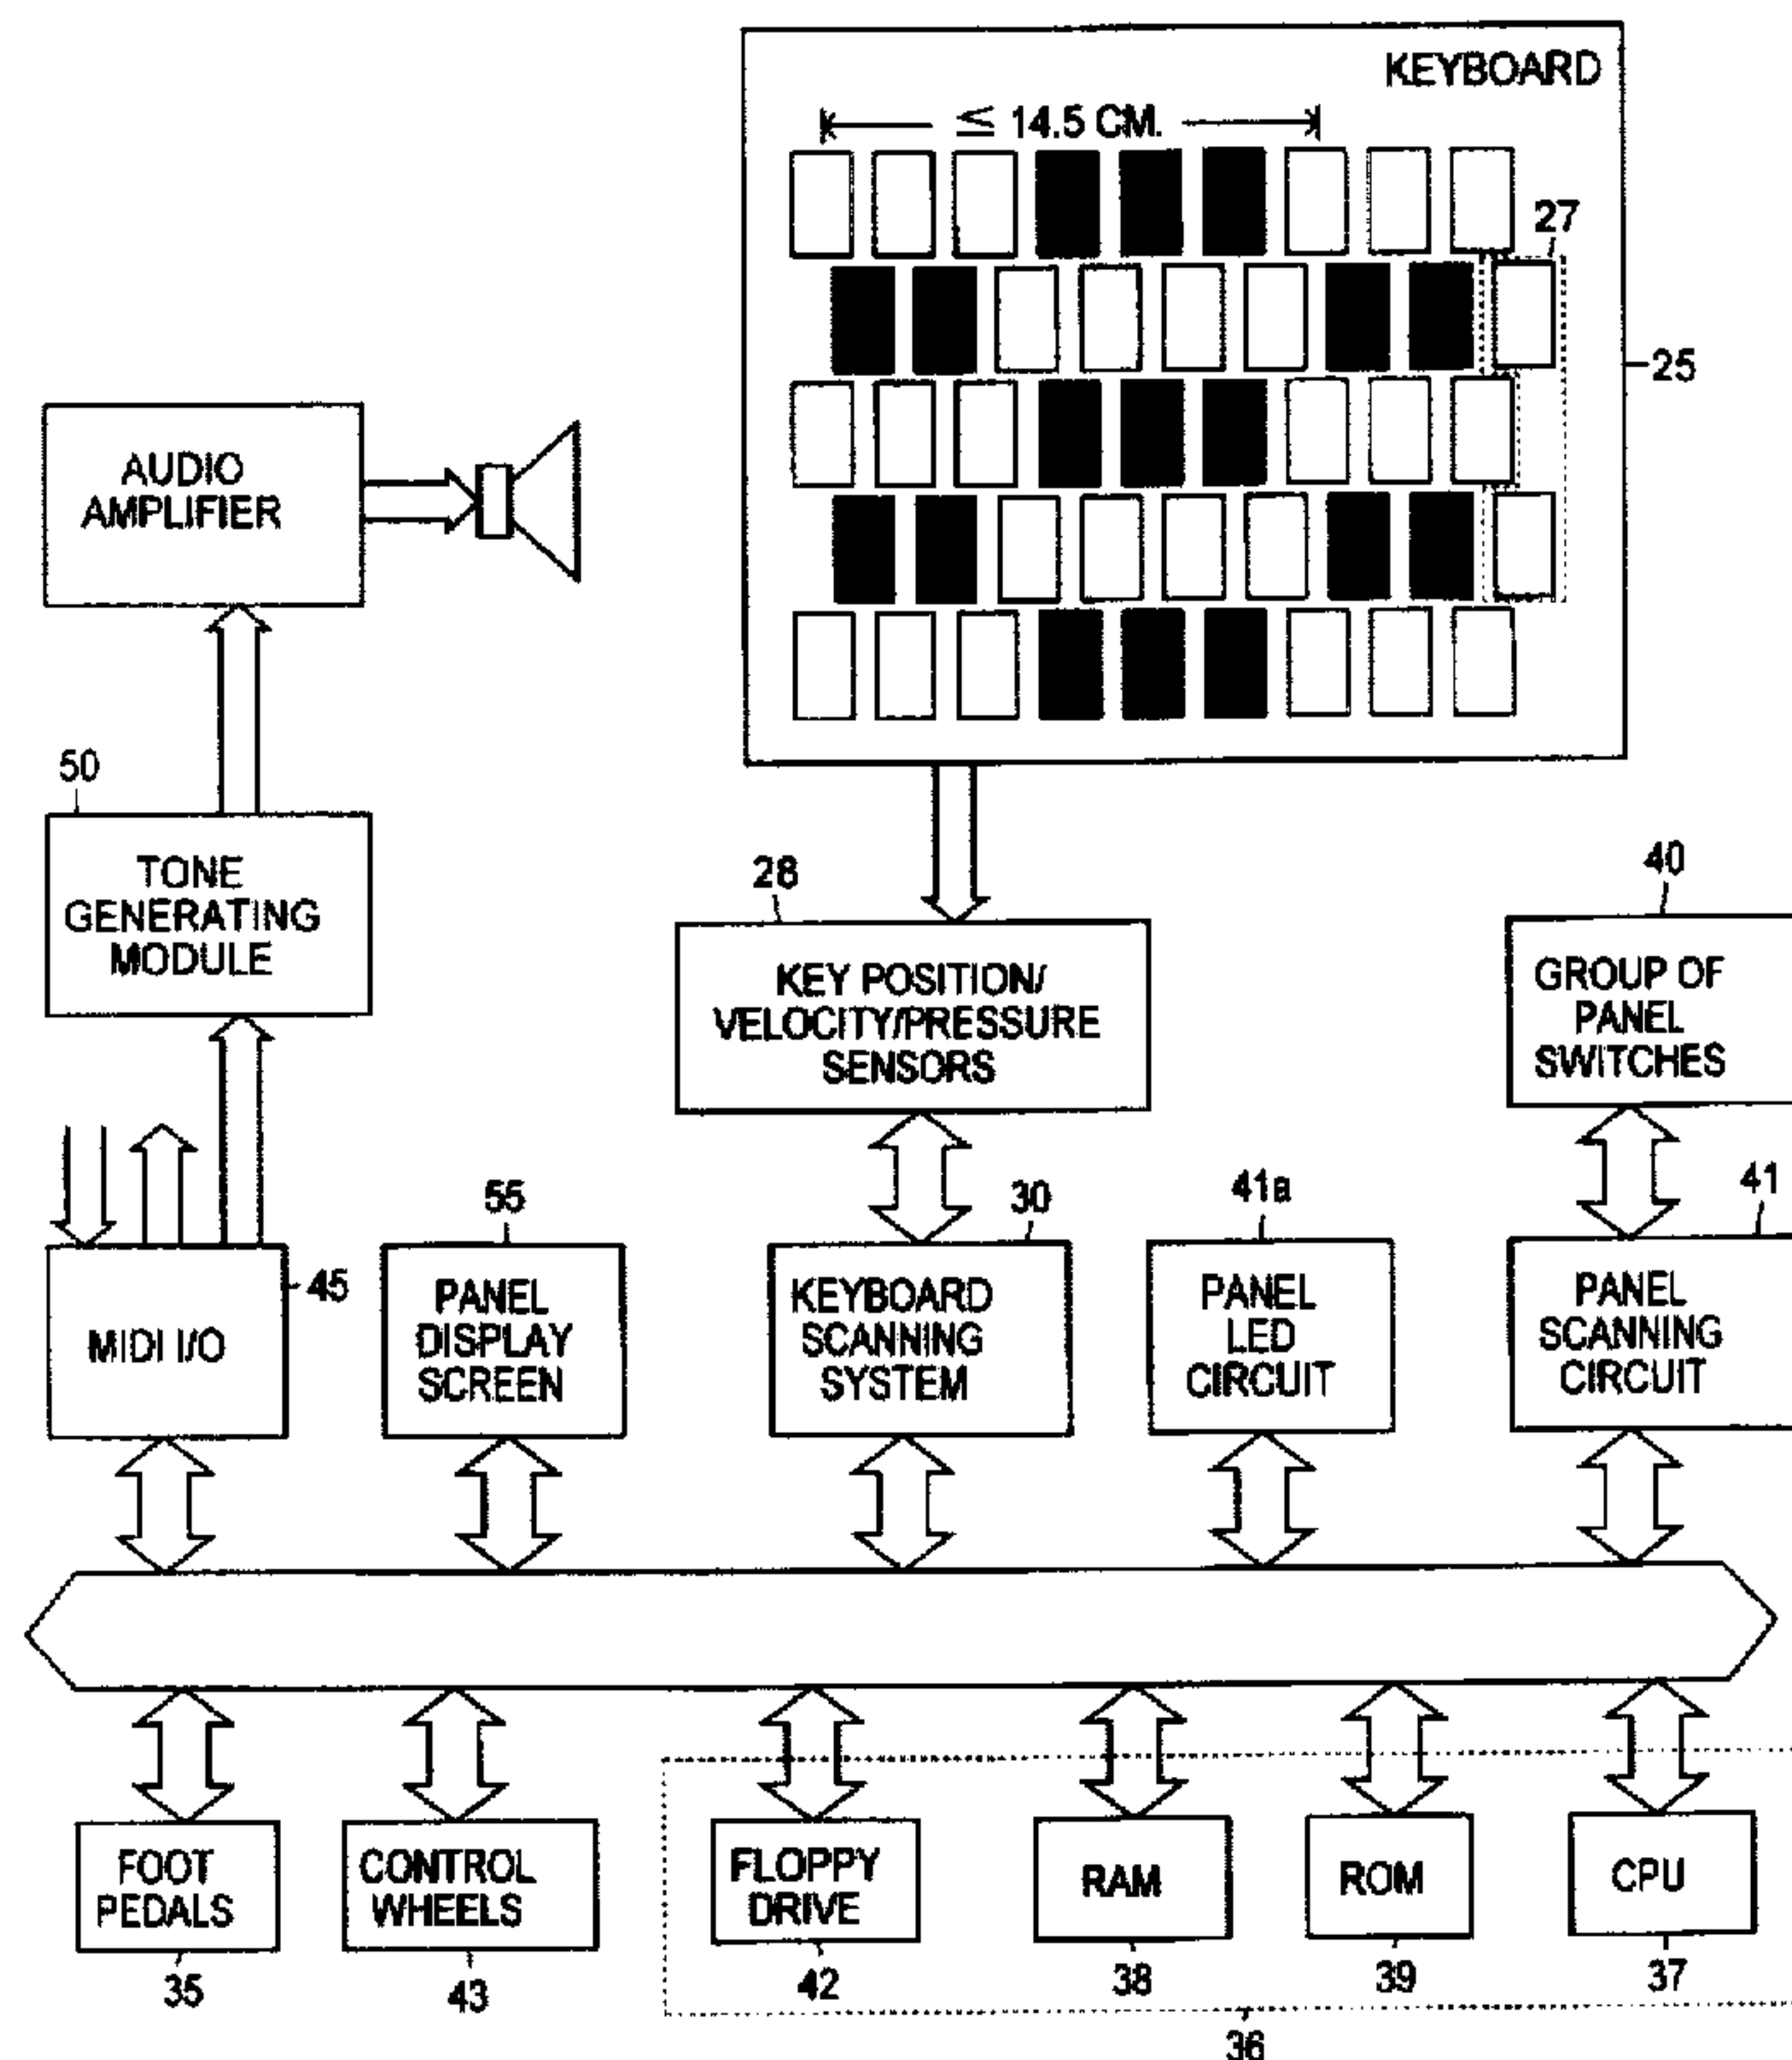 KEYBOARD
≤ 14.5 CM.
27
25
AUDIO
AMPLIFIER
50
TONE
GENERATING
MODULE
28
KEY POSITION/
VELOCITY/PRESSURE
SENSORS
40
GROUP OF
PANEL
SWITCHES
45
MIDI I/O
55
PANEL
DISPLAY
SCREEN
30
KEYBOARD
SCANNING
SYSTEM
41a
PANEL
LED
CIRCUIT
41
PANEL
SCANNING
CIRCUIT
FOOT
PEDALS
35
CONTROL
WHEELS
43
FLOPPY
DRIVE
42
RAM
38
ROM
39
CPU
37
36